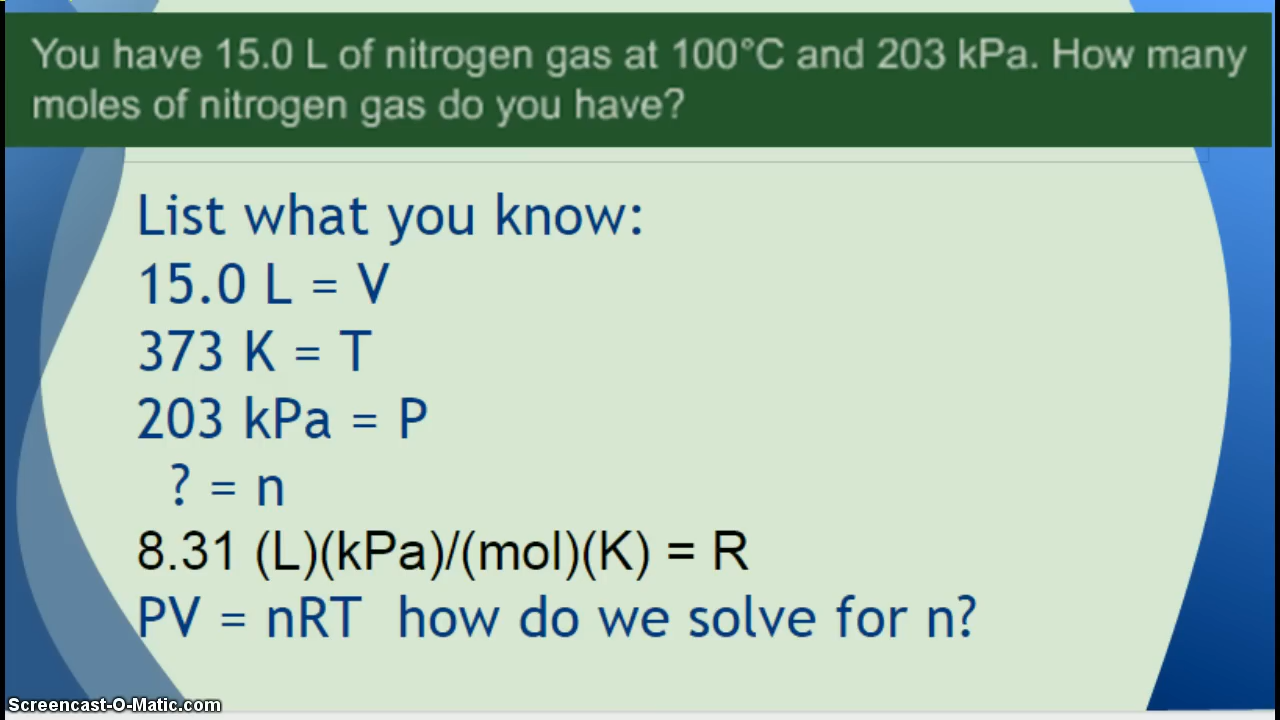 You have 15.0 L of nitrogen gas at 100°C and 203 kPa. How many
moles of nitrogen gas do you have?
List what you know:
15.0 L = V
373 K = T
203 kPa = P
? = n
8.31 (L)(kPa)/(mol)(K) = R
PV = nRT how do we solve for n?
Screencast-O-Matic.com